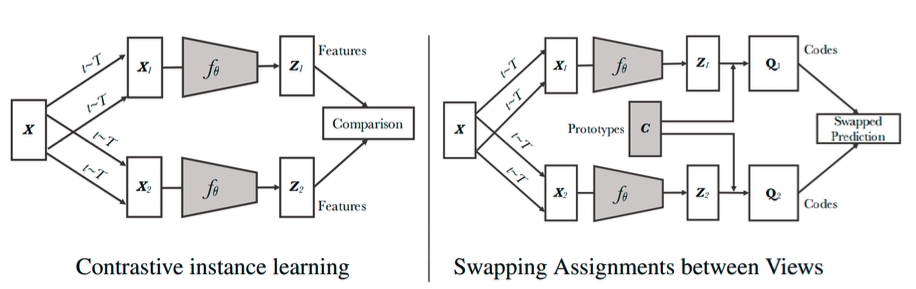 t~T
t~T
t~T
t~T
X
X1
fθ
Z1
Features
Comparison
X2
fθ
Z2
Features
Contrastive instance learning
t~T
t~T
t~T
t~T
X
X1
fθ
Z1
Q1
Codes
Prototypes
C
Swapped
Prediction
X2
fθ
Z2
Q2
Codes
Swapping Assignments between Views